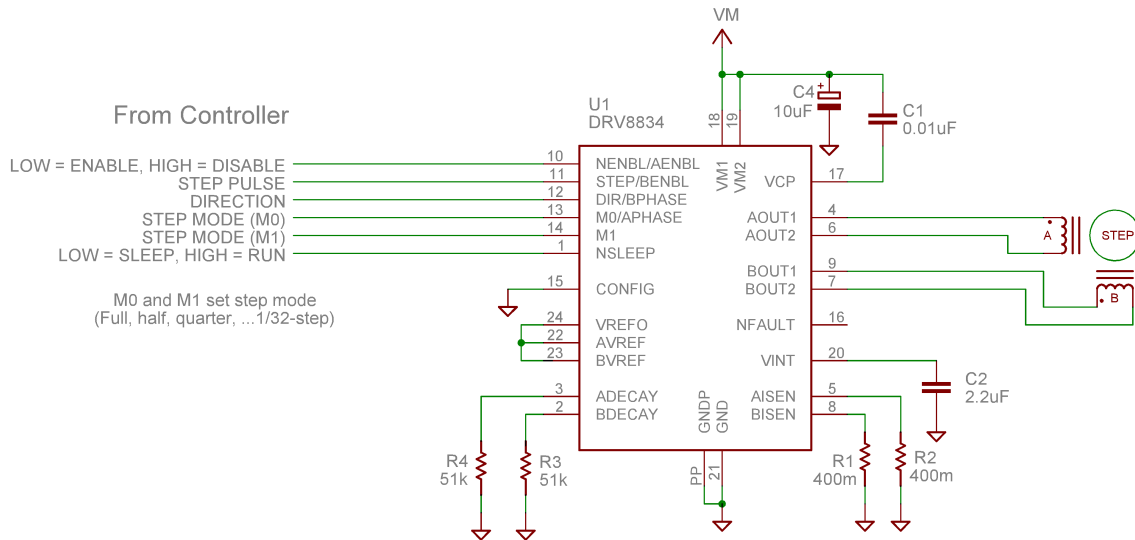 VM
C4
10uF
C1
0.01uF
From Controller
U1
DRV8834
18
19
VM1
VM2
LOW = ENABLE, HIGH = DISABLE
10
NENBL/AENBL
STEP PULSE
11
STEP/BENBL
VCP
17
DIRECTION
12
DIR/BPHASE
STEP MODE (M0)
13
M0/APHASE
AOUT1
4
STEP MODE (M1)
14
M1
AOUT2
6
A
STEP
LOW = SLEEP, HIGH = RUN
1
NSLEEP
BOUT1
9
15
CONFIG
BOUT2
7
B
M0 and M1 set step mode
(Full, half, quarter, ...1/32-step)
24
VREFO
NFAULT
16
22
AVREF
23
BVREF
VINT
20
C2
2.2uF
3
ADECAY
AISEN
5
2
BDECAY
BISEN
8
GNDP
GND
PP
21
R4
51k
R3
51k
R1
400m
R2
400m
+